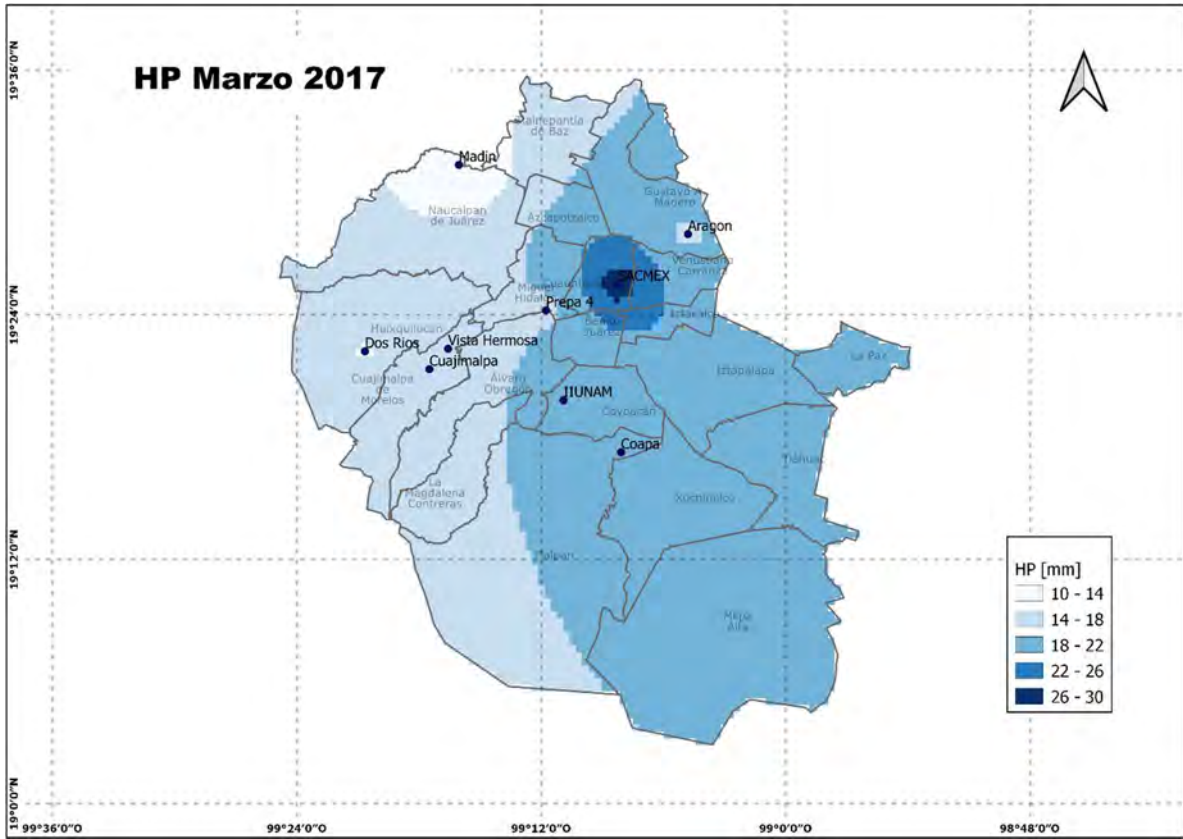 HP Marzo 2017
19°36'0"N
19°24'0"N
19°12'0"N
19°0'0"N
99°36'0"O
99°24'0"O
99°12'0"O
99°0'0"O
98°48'0"O
de Baz
Madin
Naucalpan
de Juárez
Azcapotzalco
Gustavo A.
Madero
Aragon
Venustiano
Carranza
SACMEX
Miguel
Hidalgo
Prepa 4
Benito
Juárez
Huixquilucan
Dos Rios
Vista Hermosa
Cuajimalpa
Cuajimalpa
de
Morelos
Alvaro
Obregón
Iztapalapa
La Paz
IIUNAM
Coyoacán
Coapa
Tláhuac
La
Magdalena
Contreras
Xochimilco
Tlalpan
Milpa
Alta
HP [mm]
10 - 14
14 - 18
18 - 22
22 - 26
26 - 30